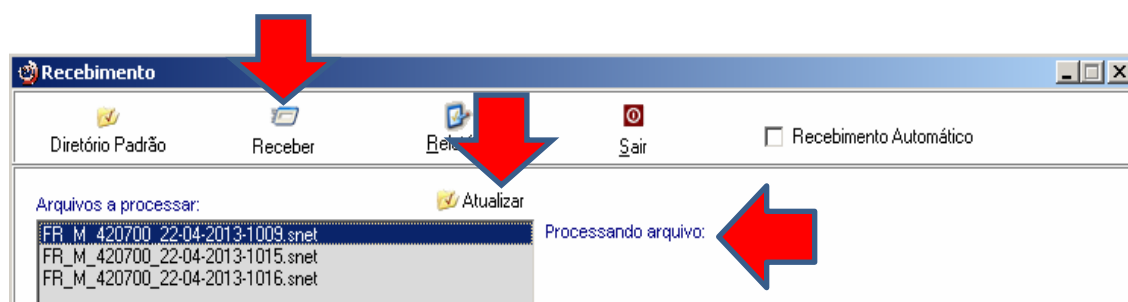 Recebimento
Diretório Padrão
Receber
Sair
Recebimento Automático
Arquivos a processar:
Atualizar
FR_M_420700_22-04-2013-1009.snet
FR_M_420700_22-04-2013-1015.snet
FR_M_420700_22-04-2013-1016.snet
Processando arquivo: